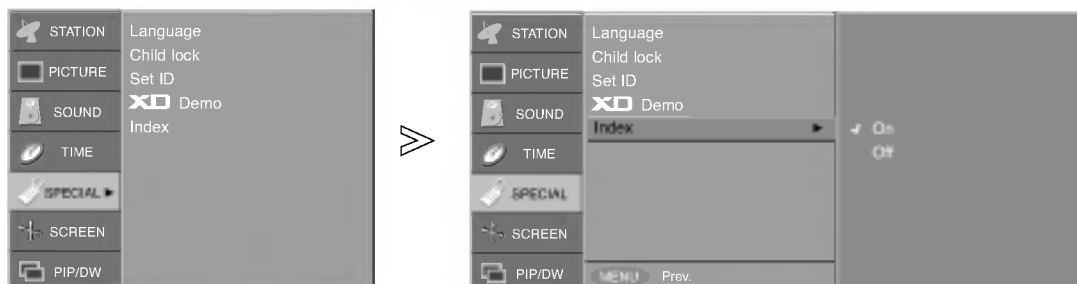 STATION
PICTURE
SOUND
TIME
SPECIAL
SCREEN
PIP/DW
Language
Child lock
Set ID
XD Demo
Index
STATION
PICTURE
SOUND
TIME
SPECIAL
SCREEN
PIP/DW
Language
Child lock
Set ID
XD Demo
Index
On
Off
MENU Prev.